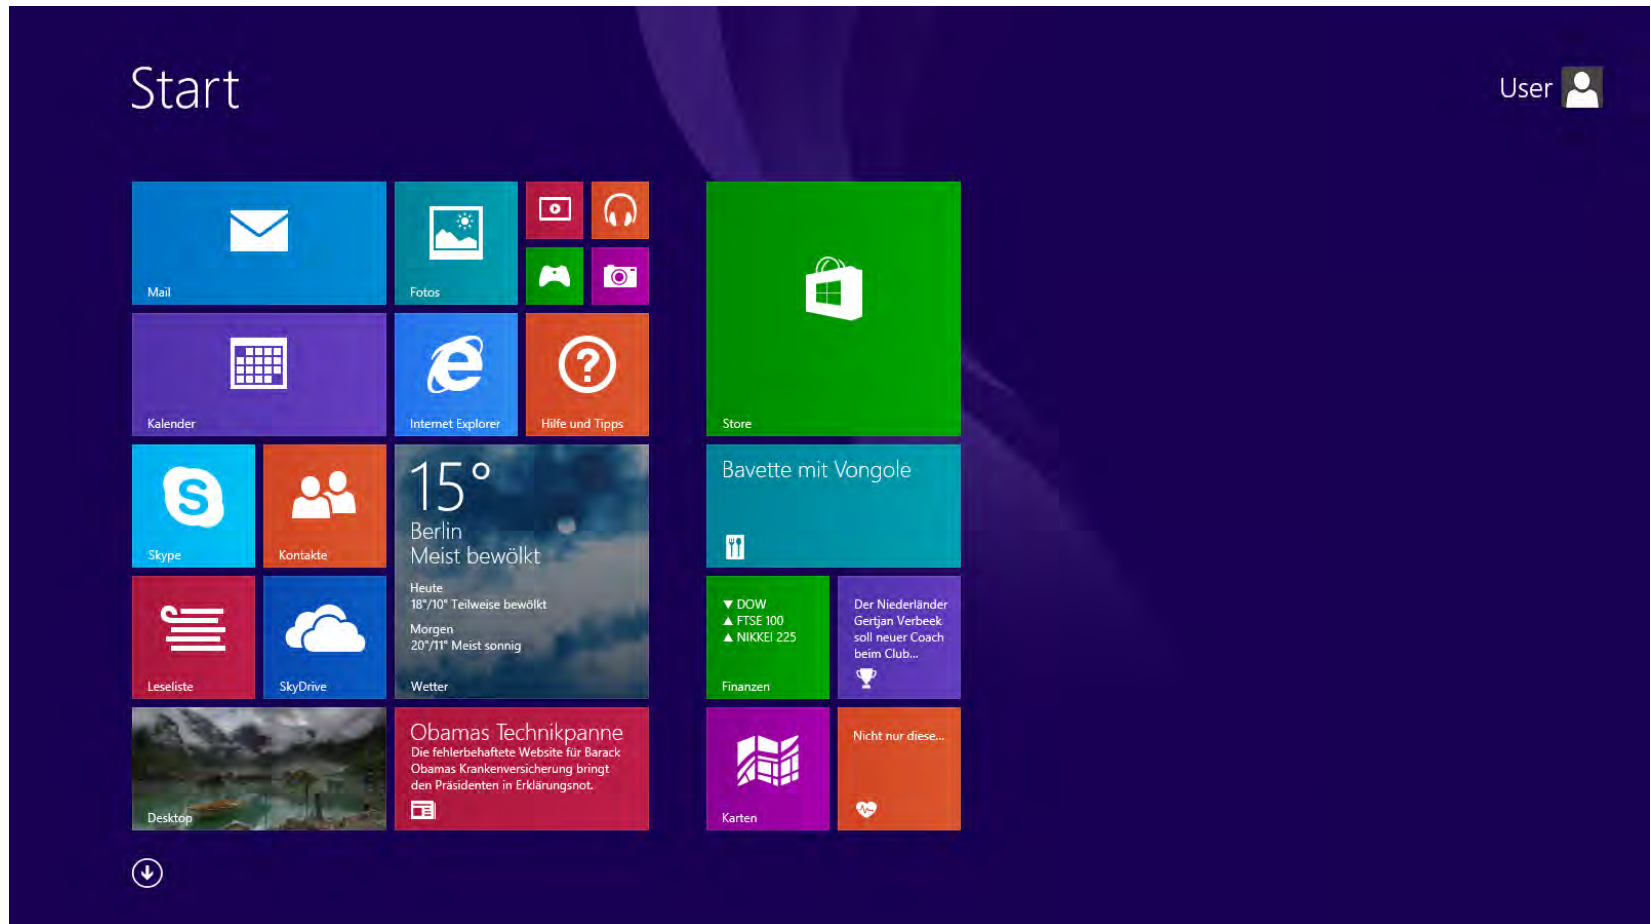 Start
User
Mail
Fotos
Kalender
Internet Explorer
Hilfe und Tipps
Skype
Kontakte
15°
Berlin
Meist bewölkt
Heute
18°/10° Teilweise bewölkt
Morgen
20°/11° Meist sonnig
Wetter
Leseliste
SkyDrive
Desktop
Obamas Technikpanne
Die fehlerbehaftete Website für Barack
Obamas Krankenversicherung bringt
den Präsidenten in Erklärungsnot.
Store
Bavette mit Vongole
▼ DOW
▲ FTSE 100
▲ NIKKEI 225
Finanzen
Der Niederländer
Gertjan Verbeek
soll neuer Coach
beim Club...
Karten
Nicht nur diese...